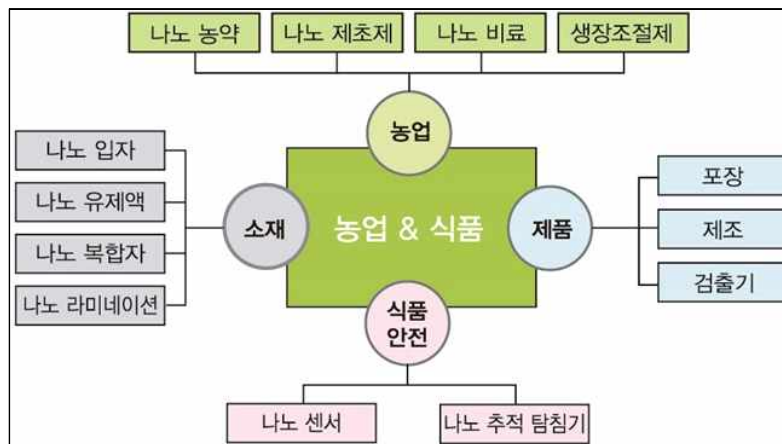 나노 농약
나노 제초제
나노 비료
생장조절제
농업
나노 입자
나노 유제액
나노 복합자
나노 라미네이션
소재
농업 & 식품
제품
포장
제조
검출기
식품
안전
나노 센서
나노 추적 탐침기